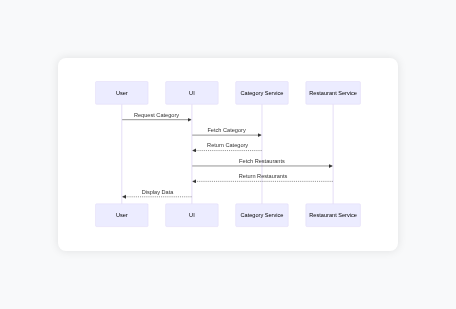 User
UI
Category Service
Restaurant Service
Request Category
Fetch Category
Return Category
Fetch Restaurants
Return Restaurants
Display Data
User
UI
Category Service
Restaurant Service